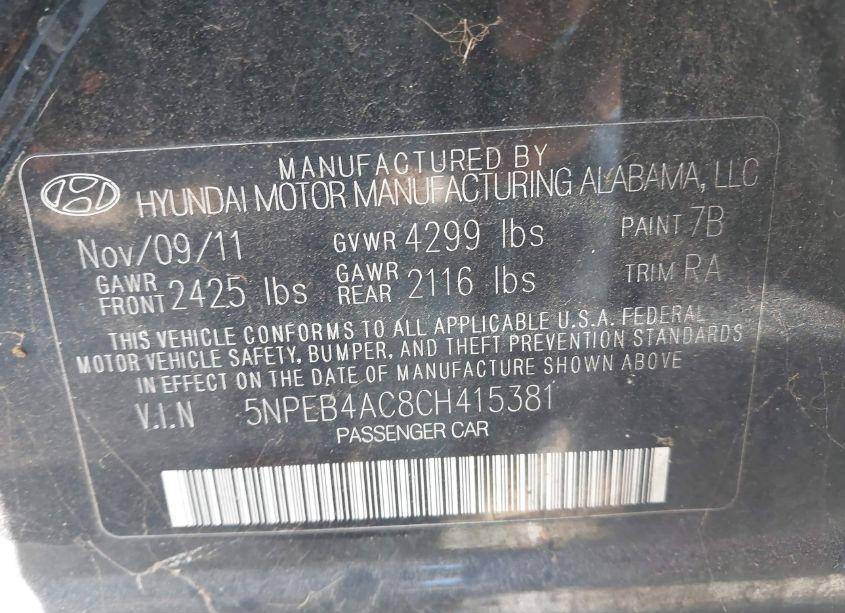 MANUFACTURED BY
HYUNDAI MOTOR MANUFACTURING ALABAMA, LLC
Nov/09/11 GVWR 4299 lbs PAINT 7B
GAWR FRONT 2425 lbs GAWR REAR 2116 lbs TRIM RA
THIS VEHICLE CONFORMS TO ALL APPLICABLE U.S.A. FEDERAL
MOTOR VEHICLE SAFETY, BUMPER, AND THEFT PREVENTION STANDARDS
IN EFFECT ON THE DATE OF MANUFACTURE SHOWN ABOVE
V.I.N 5NPEB4AC8CH415381
PASSENGER CAR